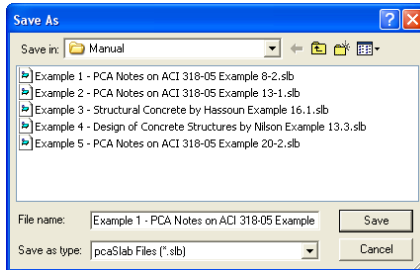 Save As
Save in: Manual
Example 1 - PCA Notes on ACI 318-05 Example 8-2.slb
Example 2 - PCA Notes on ACI 318-05 Example 13-1.slb
Example 3 - Structural Concrete by Hassoun Example 16.1.slb
Example 4 - Design of Concrete Structures by Nilson Example 13.3.slb
Example 5 - PCA Notes on ACI 318-05 Example 20-2.slb
File name: Example 1 - PCA Notes on ACI 318-05 Example Save
Save as type: pcaSlab Files (*.slb) Cancel